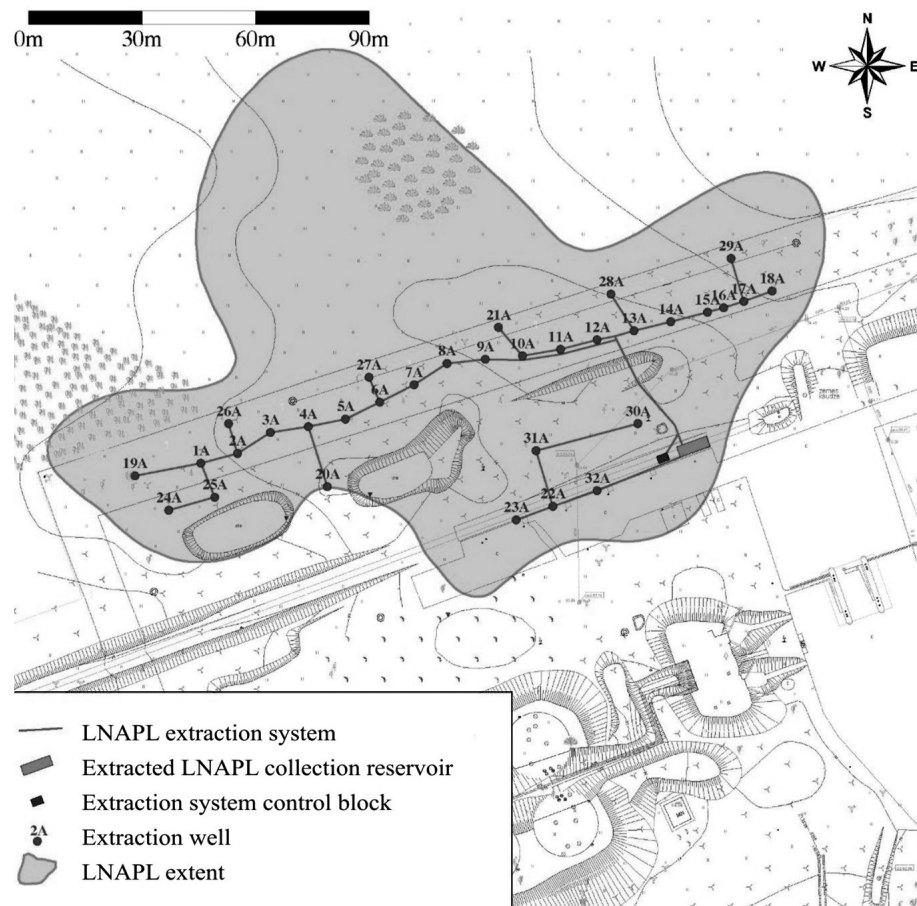 0m 30m 60m 90m
N
W E
S
29A
18A
28A
17A
16A
15A
14A
13A
21A
12A
11A
10A
9A
8A
27A
7A
6A
5A
30A
26A
4A
3A
2A
31A
1A
19A
20A
32A
25A
24A
22A
23A
LNAPL extraction system
Extracted LNAPL collection reservoir
Extraction system control block
2A
Extraction well
LNAPL extent